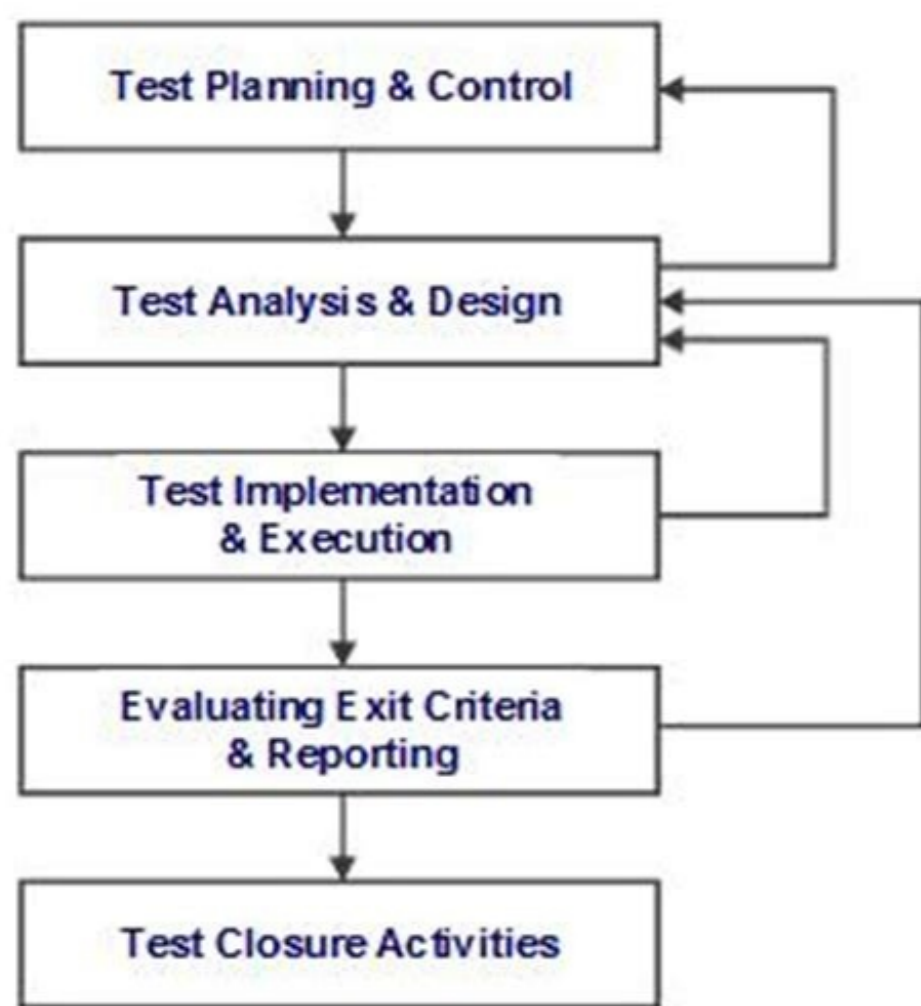 Test Planning & Control
Test Analysis & Design
Test Implementation
& Execution
Evaluating Exit Criteria
& Reporting
Test Closure Activities